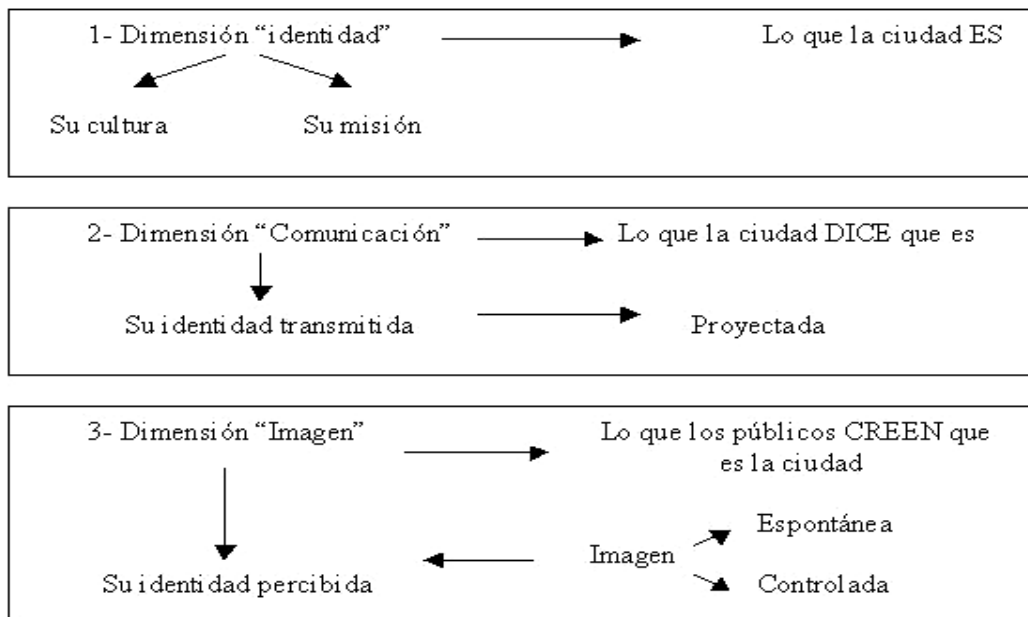 1- Dimensión “identidad”
Lo que la ciudad ES
Su cultura
Su misión
2- Dimensión “Comunicación”
Lo que la ciudad DICE que es
Su identidad transmitida
Proyectada
3- Dimensión “Imagen”
Lo que los públicos CREEN que
es la ciudad
Espontánea
Imagen
Su identidad percibida
Controlada